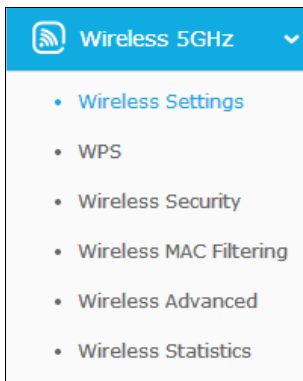 Wireless 5GHz
Wireless Settings
WPS
Wireless Security
Wireless MAC Filtering
Wireless Advanced
Wireless Statistics